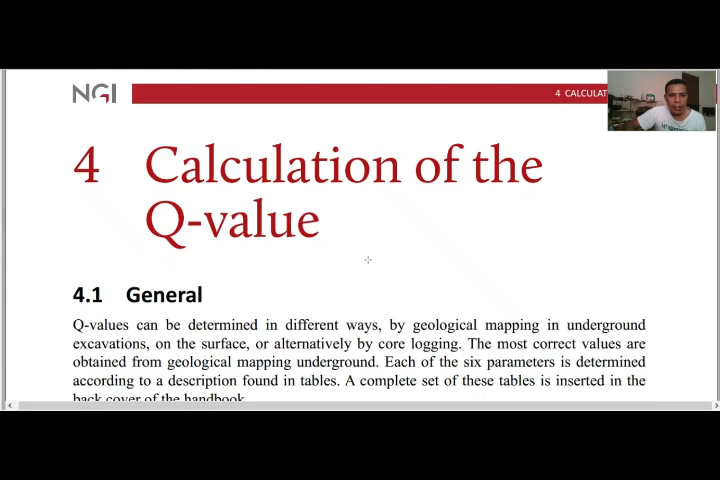 NGI
4 CALCULAT
4 Calculation of the
Q-value
4.1 General
Q-values can be determined in different ways, by geological mapping in underground
excavations, on the surface, or alternatively by core logging. The most correct values are
obtained from geological mapping underground. Each of the six parameters is determined
according to a description found in tables. A complete set of these tables is inserted in the
back cover of the handbook.